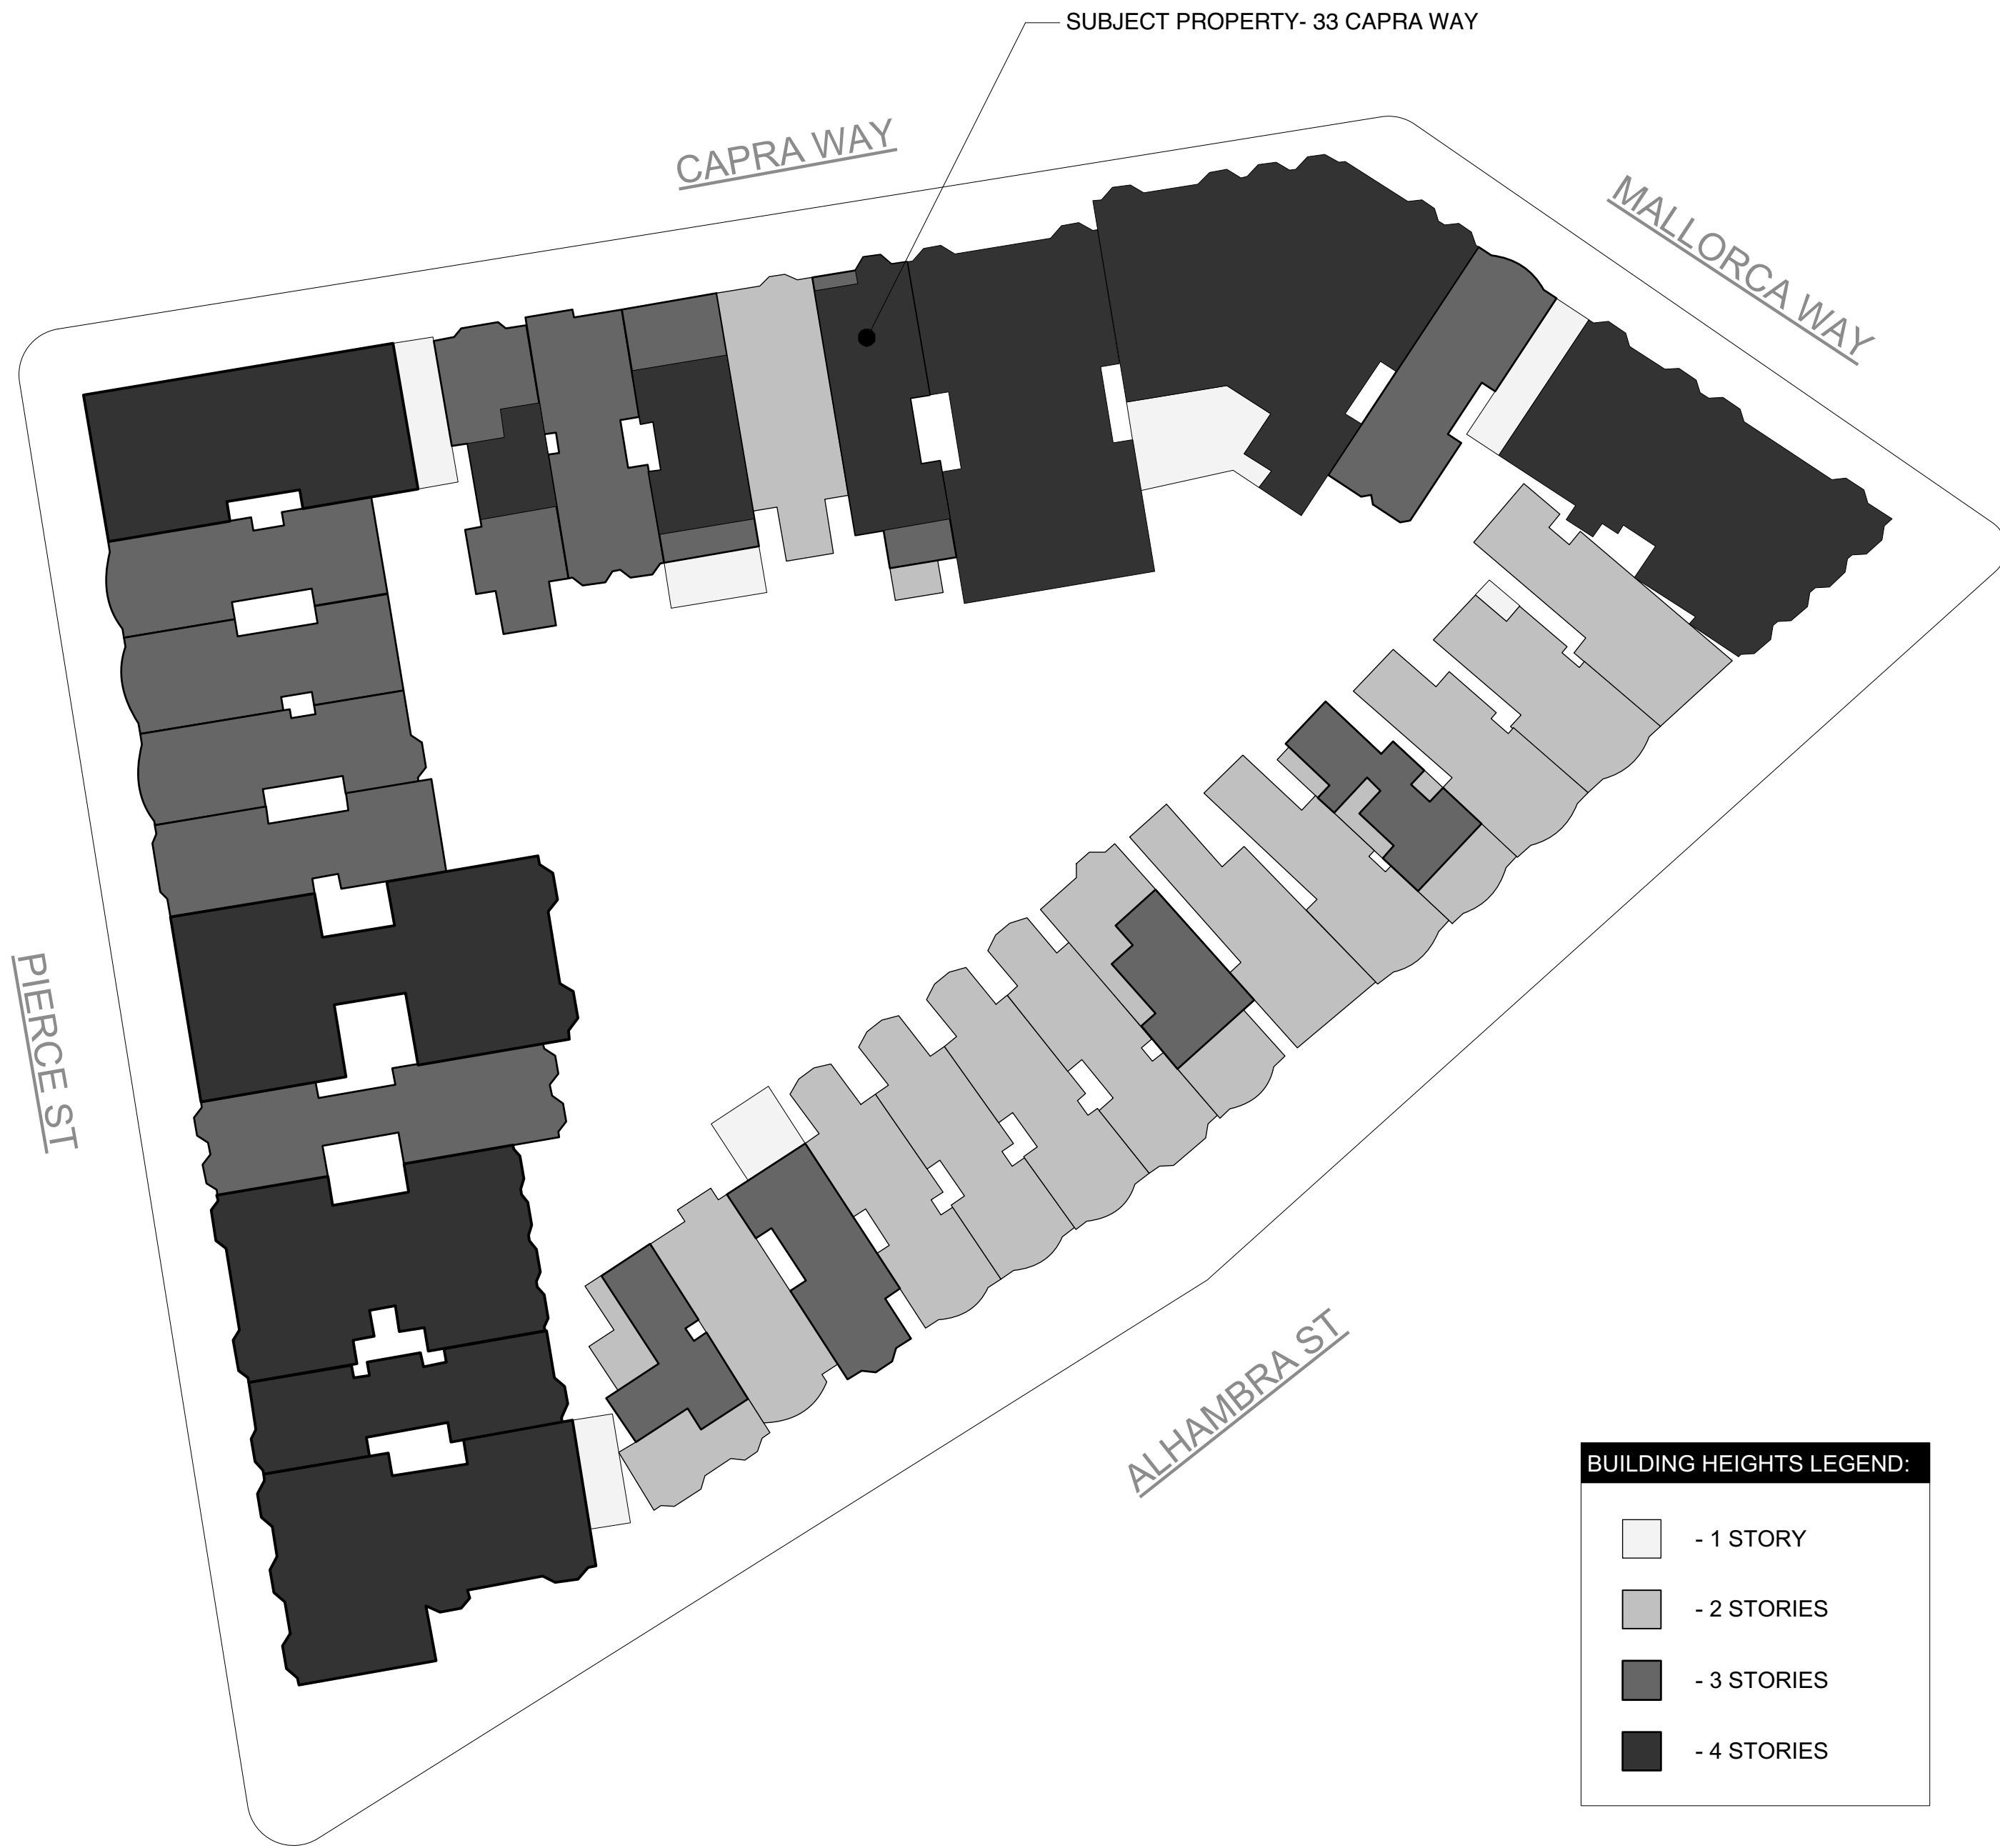 SUBJECT PROPERTY- 33 CAPRA WAY
CAPRA WAY
MALLORCA WAY
PIERCE ST
ALHAMBRA ST
BUILDING HEIGHTS LEGEND:
- 1 STORY
- 2 STORIES
- 3 STORIES
- 4 STORIES